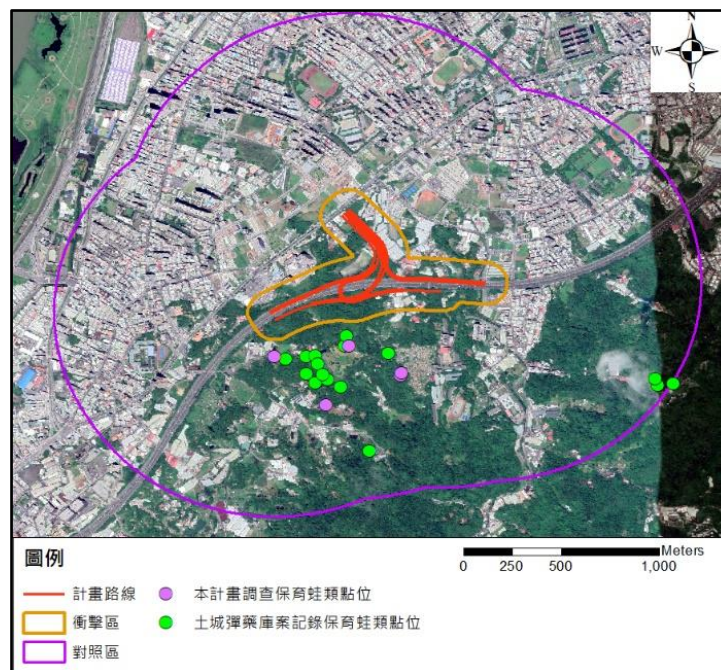 N
W E
S
圖例
計畫路線 本計畫調查保育蛙類點位
衝擊區 土城彈藥庫案記錄保育蛙類點位
對照區
Meters
0 250 500 1,000